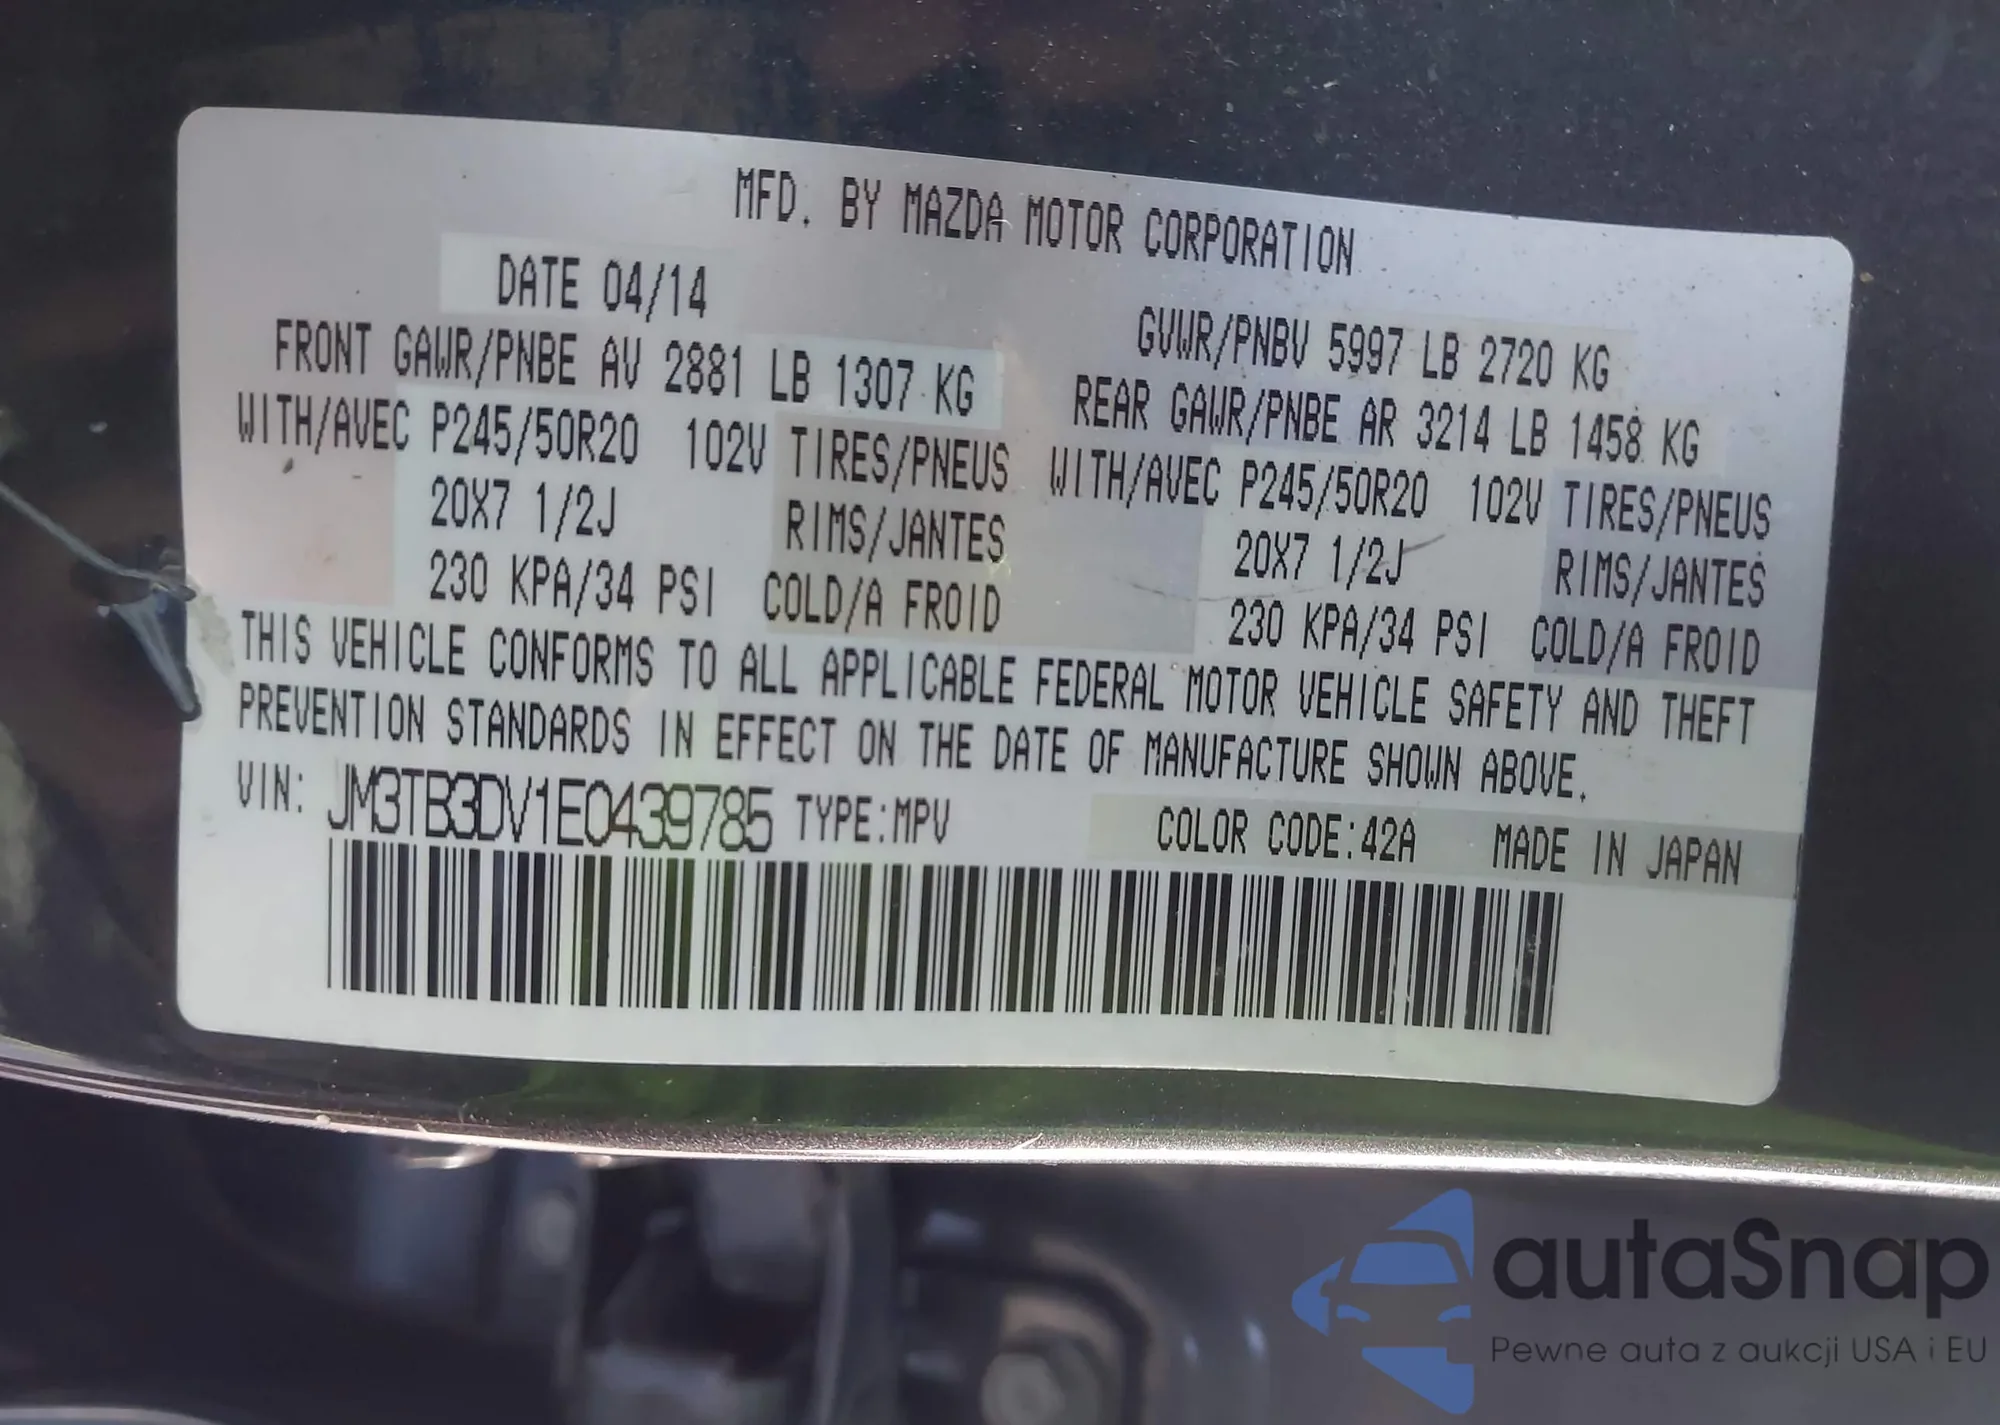 MFD. BY MAZDA MOTOR CORPORATION
DATE 04/14
GVWR/PNBV 5997 LB 2720 KG
FRONT GAWR/PNBE AV 2881 LB 1307 KG
REAR GAWR/PNBE AR 3214 LB 1458 KG
WITH/AVEC P245/50R20 102V TIRES/PNEUS
WITH/AVEC P245/50R20 102V TIRES/PNEUS
20X7 1/2J RIMS/JANTES
20X7 1/2J RIMS/JANTES
230 KPA/34 PSI COLD/A FROID
230 KPA/34 PSI COLD/A FROID
THIS VEHICLE CONFORMS TO ALL APPLICABLE FEDERAL MOTOR VEHICLE SAFETY AND THEFT
PREVENTION STANDARDS IN EFFECT ON THE DATE OF MANUFACTURE SHOWN ABOVE.
VIN: JM3TB3DV1E0439785 TYPE:MPV COLOR CODE:42A MADE IN JAPAN
autaSnap
Pewne auta z aukcji USA i EU